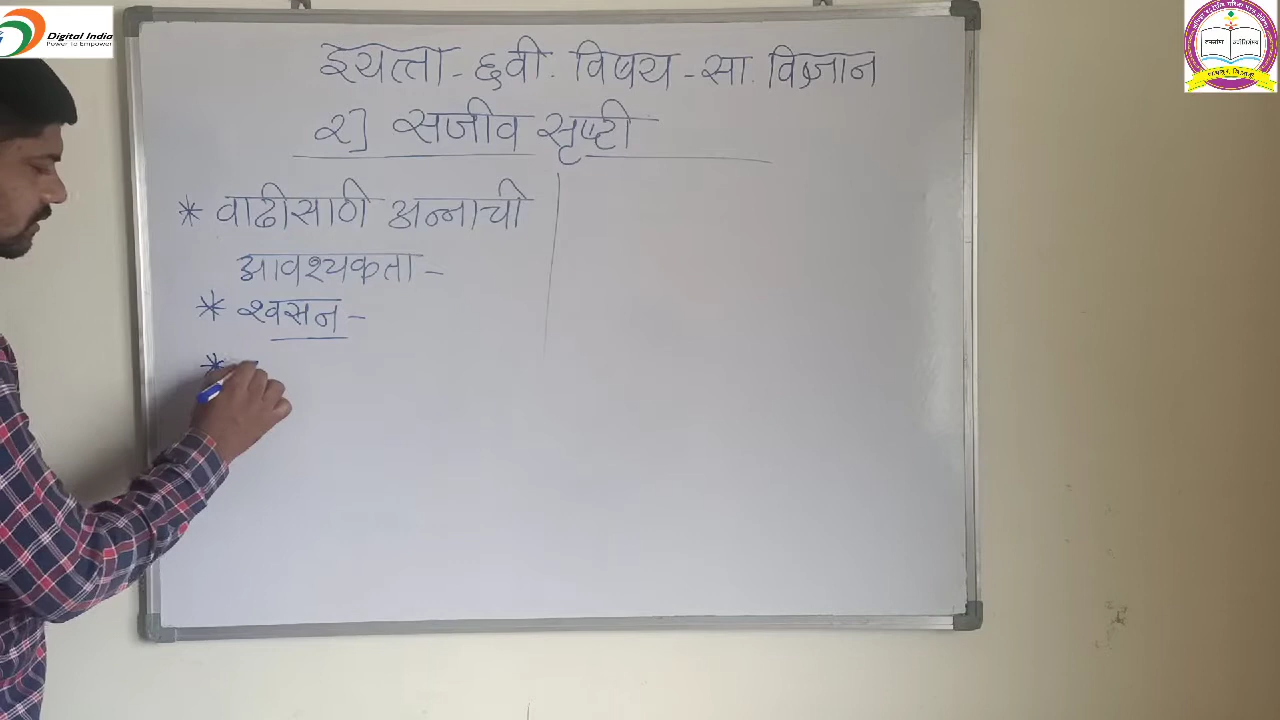 Digital India
Power To Empower
इयत्ता - ६वी. विषय - सा. विज्ञान
२] सजीव सृष्टी
* वाढीसाठी अन्नाची
आवश्यकता -
* श्वसन -
*